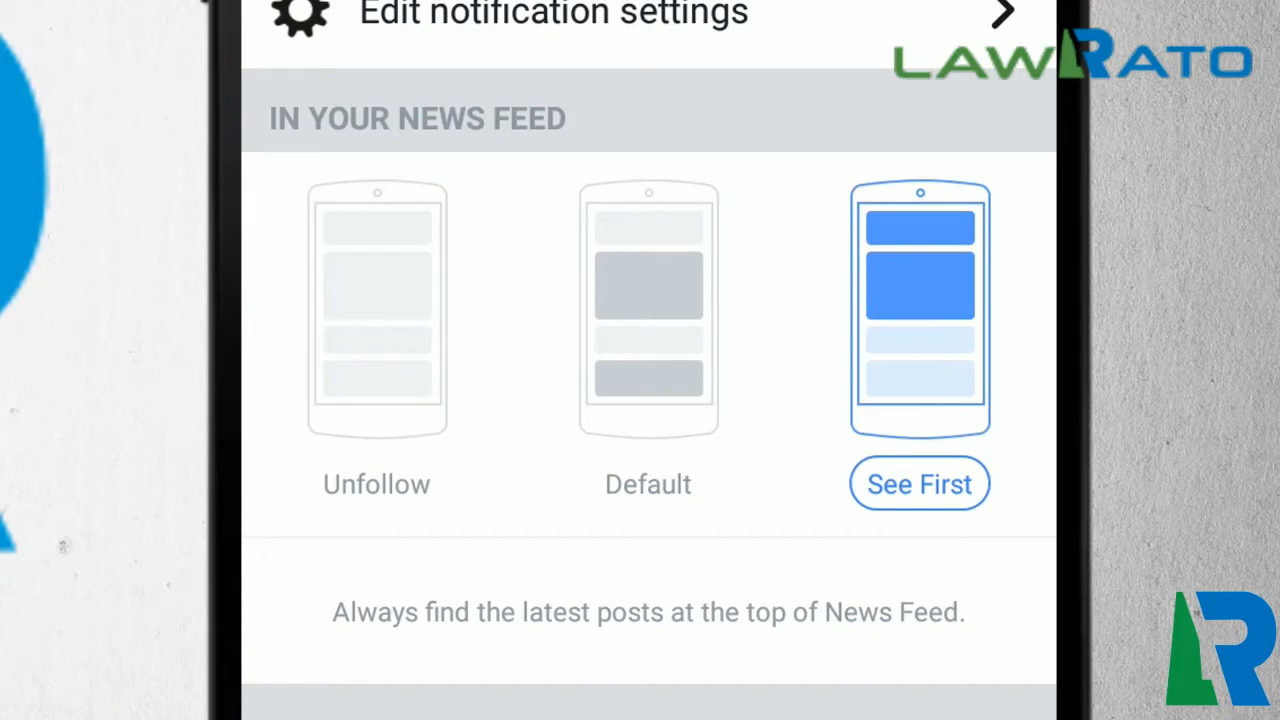 Edit notification settings
LAWRATO
IN YOUR NEWS FEED
Unfollow
Default
See First
Always find the latest posts at the top of News Feed.
LR